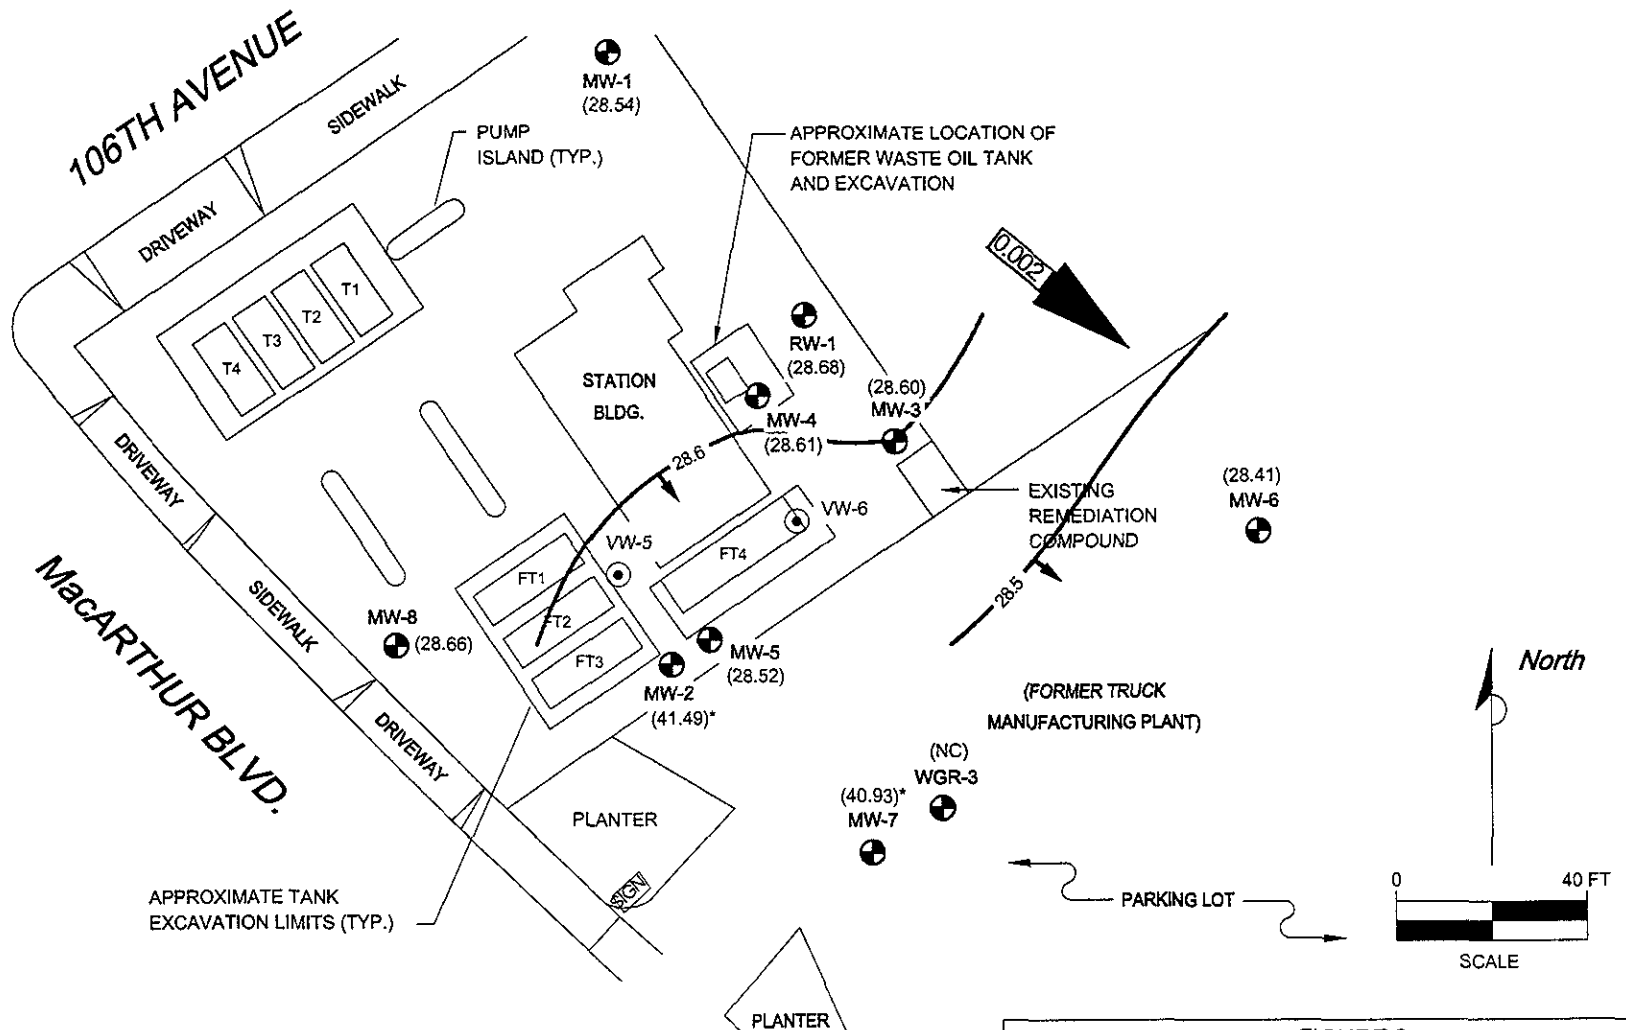 106TH AVENUE
SIDEWALK
DRIVEWAY
MW-1
(28.54)
PUMP
ISLAND (TYP.)
APPROXIMATE LOCATION OF
FORMER WASTE OIL TANK
AND EXCAVATION
0.002
T1
T2
T3
T4
RW-1
(28.68)
STATION
BLDG.
(28.60)
MW-3
MW-4
(28.61)
28.6
DRIVEWAY
EXISTING
REMEDIATION
COMPOUND
(28.41)
MW-6
VW-6
VW-5
FT4
FT1
FT2
FT3
28.5
MacARTHUR BLVD.
SIDEWALK
MW-8
(28.66)
MW-5
(28.52)
MW-2
(41.49)*
North
(FORMER TRUCK
MANUFACTURING PLANT)
DRIVEWAY
(NC)
WGR-3
(40.93)*
MW-7
PLANTER
SIGN
APPROXIMATE TANK
EXCAVATION LIMITS (TYP.)
PARKING LOT
0 40 FT
SCALE
PLANTER